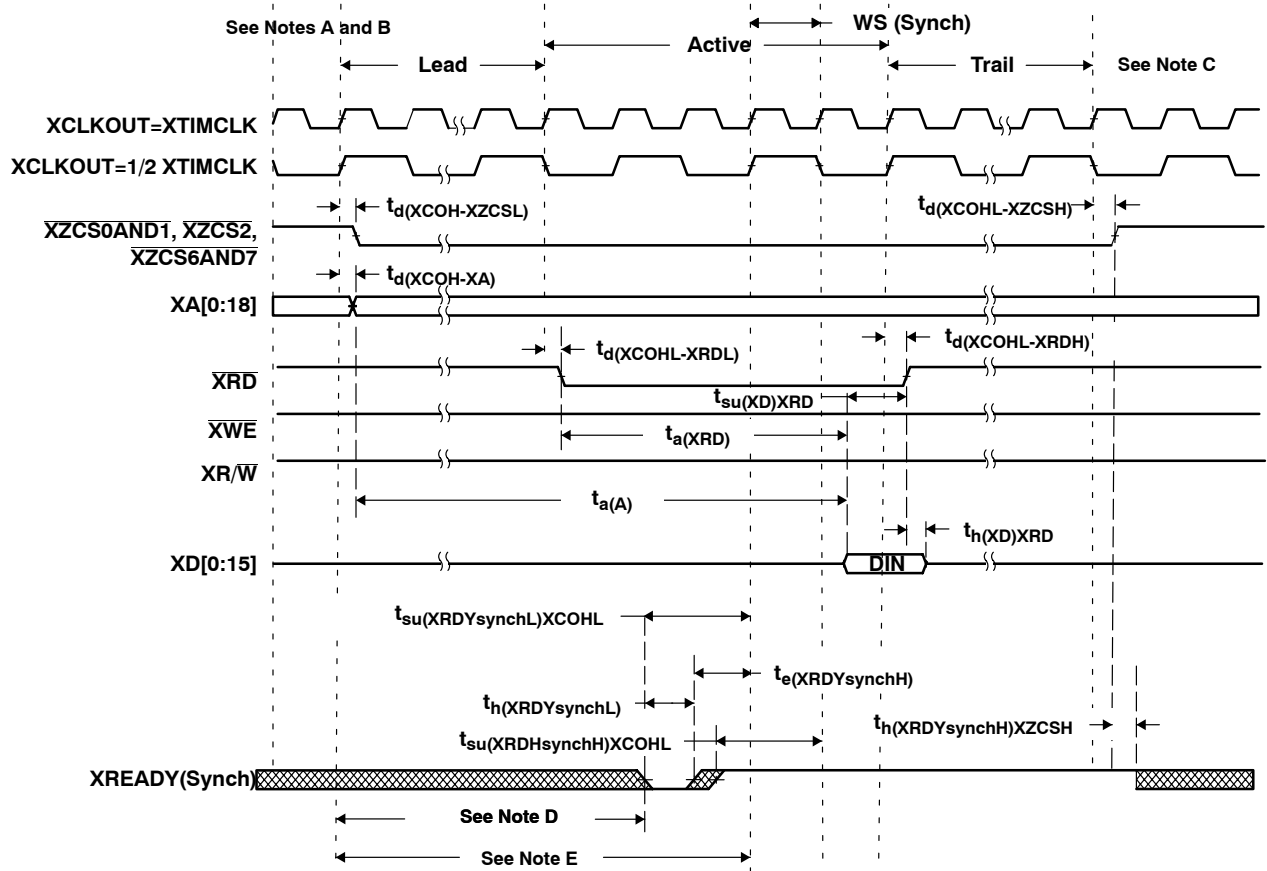 See Notes A and B
WS (Synch)
Active
Lead
Trail
See Note C
XCLKOUT=XTIMCLK
XCLKOUT=1/2 XTIMCLK
td(XCOH-XZCSL)
td(XCOHL-XZCSH)
XZCS0AND1, XZCS2,
XZCS6AND7
td(XCOH-XA)
XA[0:18]
td(XCOHL-XRDL)
td(XCOHL-XRDH)
XRD
tsu(XD)XRD
XWE
ta(XRD)
XR/W
ta(A)
th(XD)XRD
XD[0:15]
DIN
tsu(XRDYsynchL)XCOHL
te(XRDYsynchH)
th(XRDYsynchL)
th(XRDYsynchH)XZCSH
tsu(XRDHsynchH)XCOHL
XREADY(Synch)
See Note D
See Note E